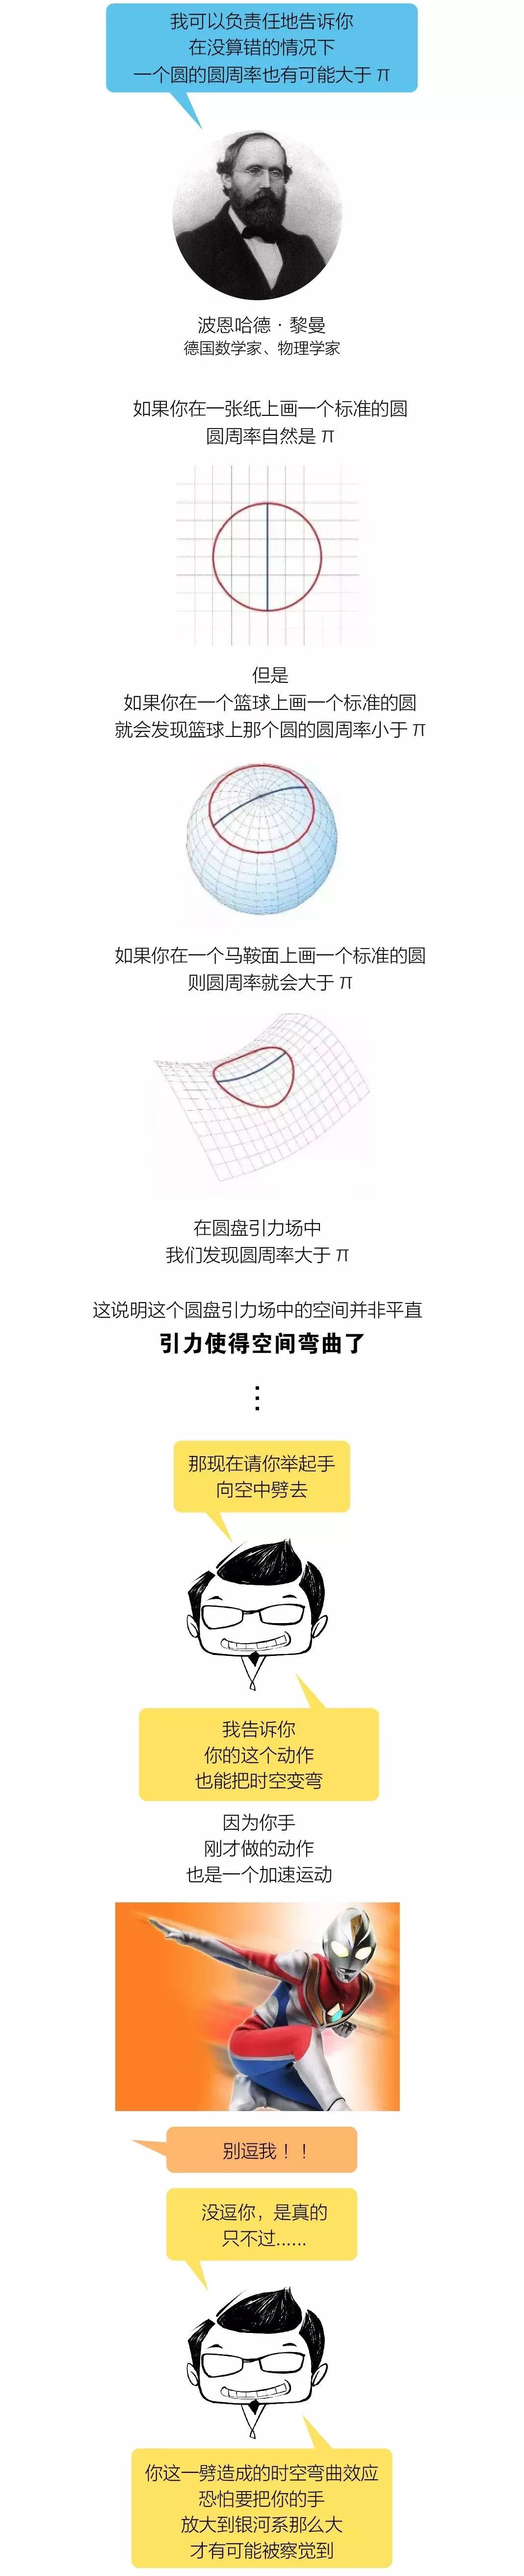 我可以负责任地告诉你
在没算错的情况下
一个圆的圆周率也有可能大于 π
波恩哈德 · 黎曼
德国数学家、物理学家
如果你在一张纸上画一个标准的圆
圆周率自然是 π
但是
如果你在一个篮球上画一个标准的圆
就会发现篮球上那个圆的圆周率小于 π
如果你在一个马鞍面上画一个标准的圆
则圆周率就会大于 π
在圆盘引力场中
我们发现圆周率大于 π
这说明这个圆盘引力场中的空间并非平直
引力使得空间弯曲了
⋮
那现在请你举起手
向空中劈去
我告诉你
你的这个动作
也能把时空变弯
因为你手
刚才做的动作
也是一个加速运动
别逗我！！
没逗你，是真的
只不过......
你这一劈造成的时空弯曲效应
恐怕要把你的手
放大到银河系那么大
才有可能被察觉到